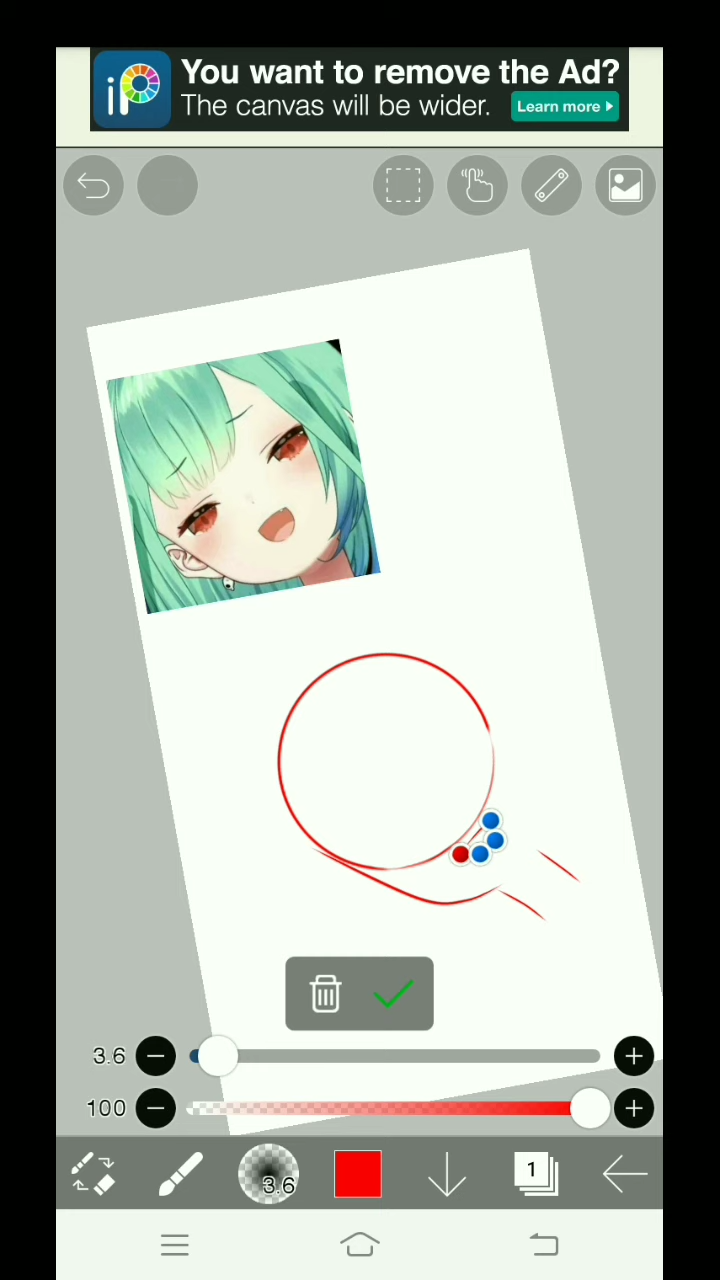 iP
You want to remove the Ad?
The canvas will be wider.
Learn more
3.6
100
3.6
1